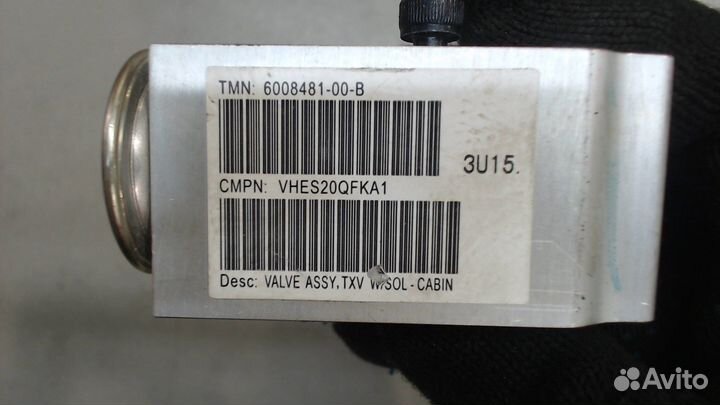 TMN: 6008481-00-B
3U15.
CMPN: VHES20QFKA1
Desc: VALVE ASSY,TXV W/SOL-CABIN
Avito